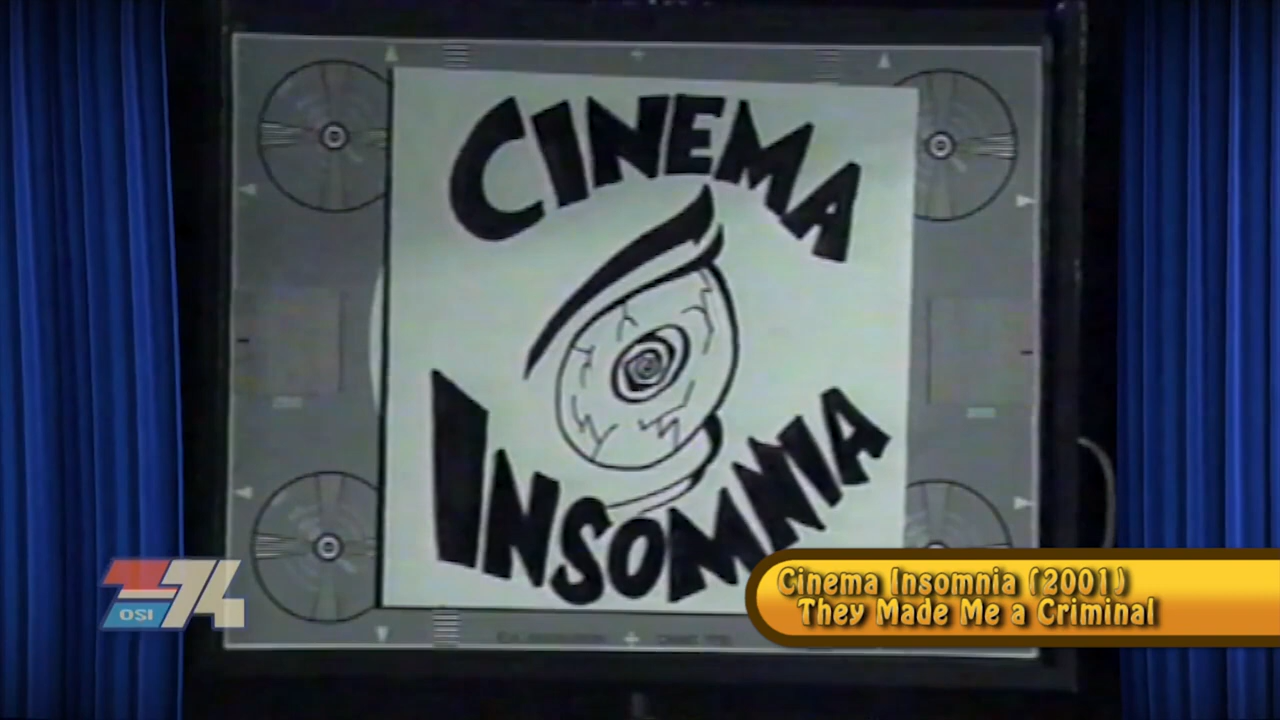 CINEMA
INSOMNIA
OSI 74
Cinema Insomnia (2001)
They Made Me a Criminal